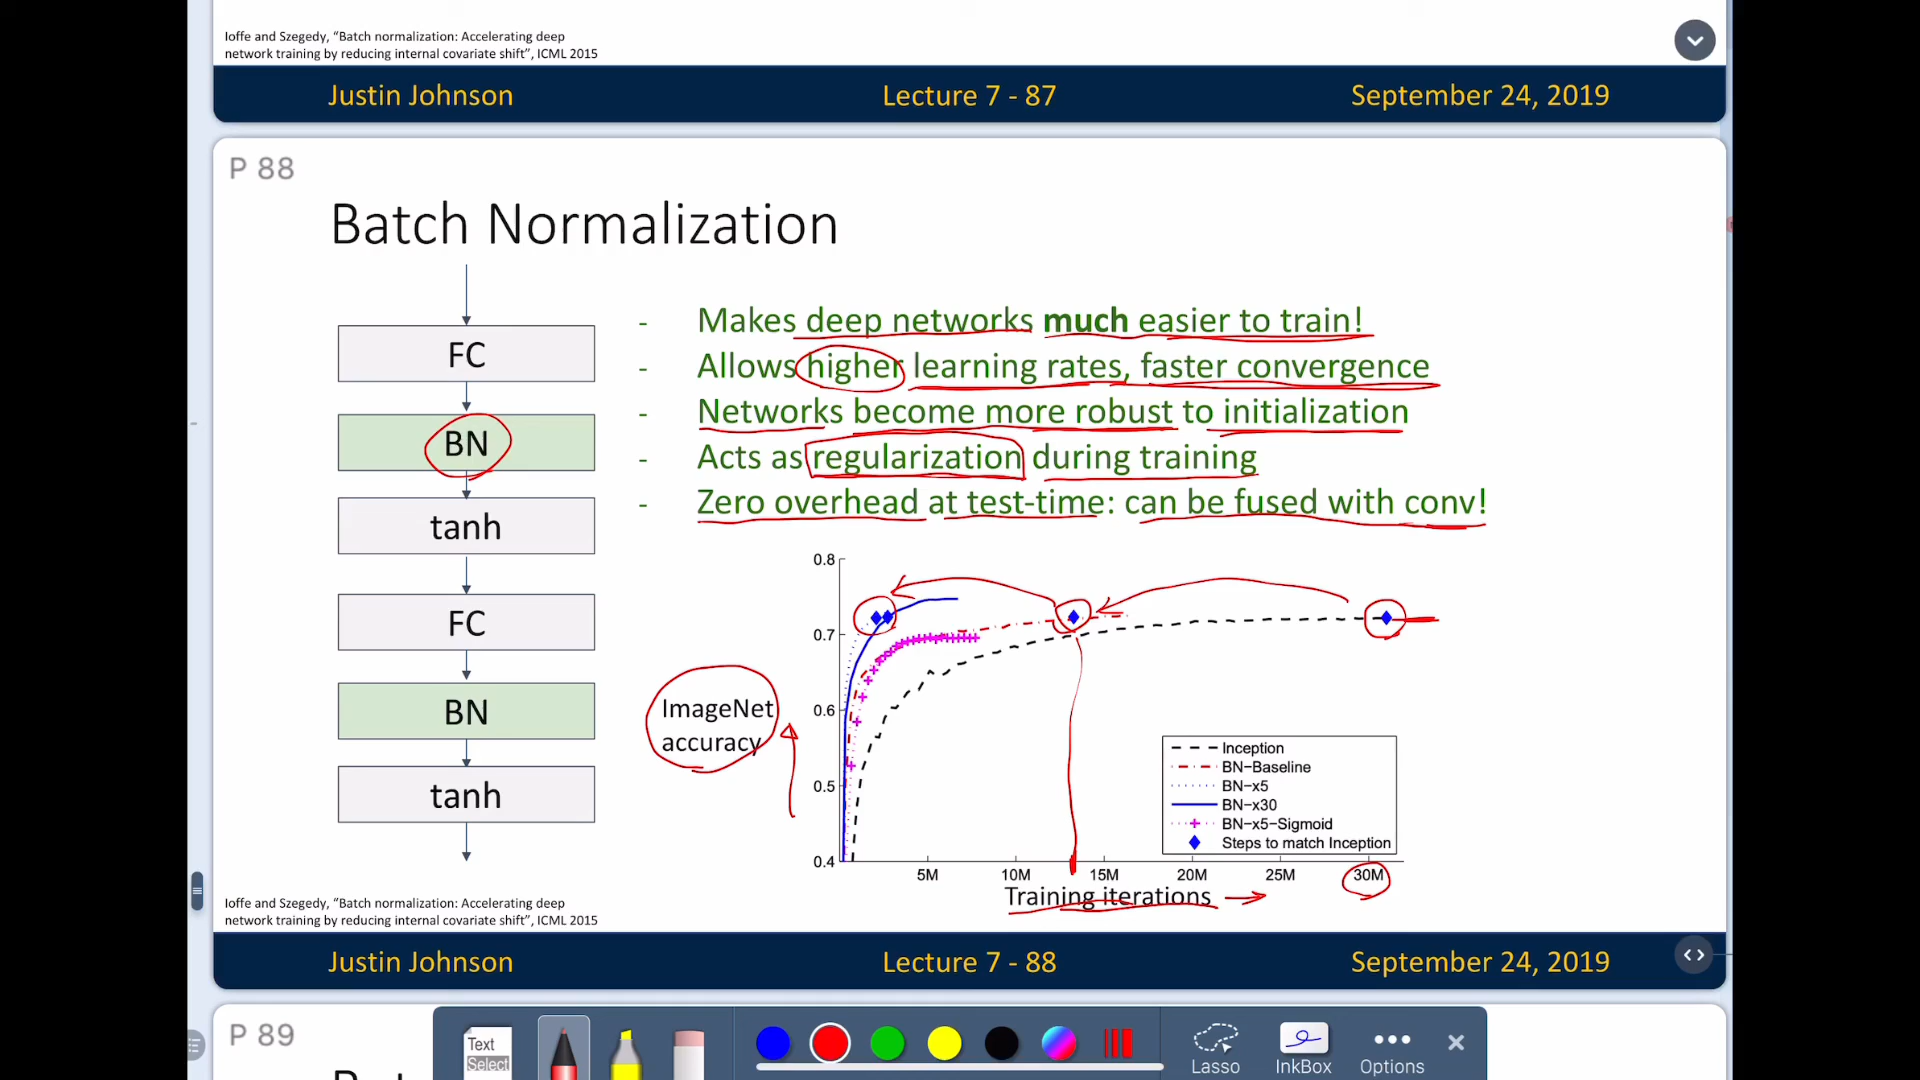 Ioffe and Szegedy, “Batch normalization: Accelerating deep
network training by reducing internal covariate shift”, ICML 2015
Justin Johnson
Lecture 7 - 87
September 24, 2019
P 88
Batch Normalization
FC
BN
tanh
FC
BN
tanh
- Makes deep networks much easier to train!
- Allows higher learning rates, faster convergence
- Networks become more robust to initialization
- Acts as regularization during training
- Zero overhead at test-time: can be fused with conv!
0.8
0.7
0.6
0.5
0.4
ImageNet
accuracy
5M
10M
15M
20M
25M
30M
Training iterations
Inception
BN-Baseline
BN-x5
BN-x30
BN-x5-Sigmoid
Steps to match Inception
Ioffe and Szegedy, “Batch normalization: Accelerating deep
network training by reducing internal covariate shift”, ICML 2015
Justin Johnson
Lecture 7 - 88
September 24, 2019
P 89
Text
Select
Lasso
InkBox
Options